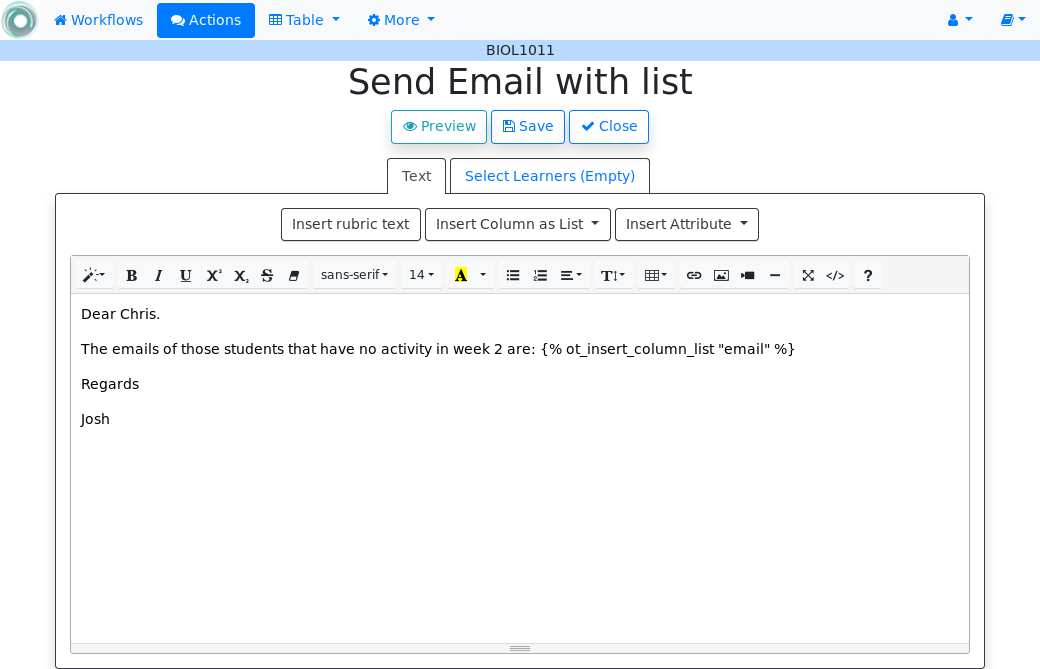 Workflows Actions Table More
BIOL1011
Send Email with list
Preview Save Close
Text Select Learners (Empty)
Insert rubric text Insert Column as List Insert Attribute
B I U X² X₂ S sans-serif 14 A T </> ?
Dear Chris.
The emails of those students that have no activity in week 2 are: {% ot_insert_column_list "email" %}
Regards
Josh